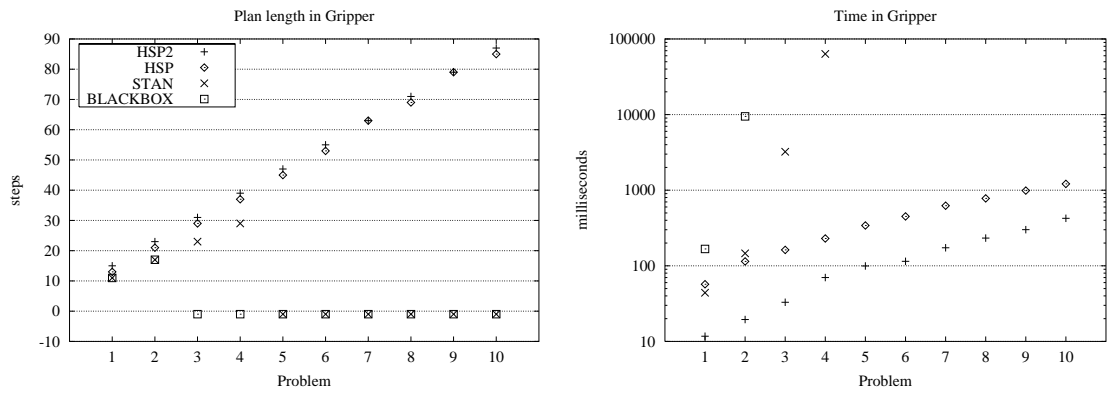 Plan length in Gripper
90
80
70
60
50
40
30
20
10
0
-10
steps
HSP2
HSP
STAN
BLACKBOX
1 2 3 4 5 6 7 8 9 10
Problem
Time in Gripper
100000
10000
1000
100
10
milliseconds
1 2 3 4 5 6 7 8 9 10
Problem